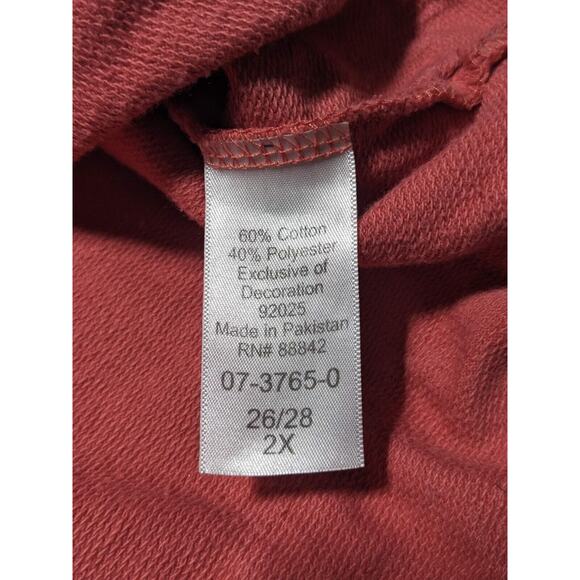 60% Cotton
40% Polyester
Exclusive of
Decoration
92025
Made in Pakistan
RN# 88842
07-3765-0
26/28
2X